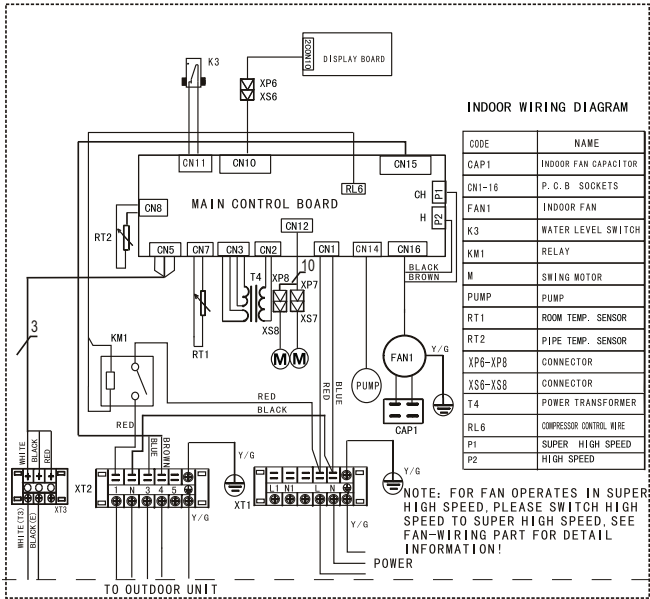 K3
2CON10
DISPLAY BOARD
XP6
XS6
INDOOR WIRING DIAGRAM
CODE NAME
CAP1 INDOOR FAN CAPACITOR
CN1-16 P.C.B SOCKETS
FAN1 INDOOR FAN
K3 WATER LEVEL SWITCH
KM1 RELAY
M SWING MOTOR
PUMP PUMP
RT1 ROOM TEMP. SENSOR
RT2 PIPE TEMP. SENSOR
XP6-XP8 CONNECTOR
XS6-XS8 CONNECTOR
T4 POWER TRANSFORMER
RL6 COMPRESSOR CONTROL WIRE
P1 SUPER HIGH SPEED
P2 HIGH SPEED
CN11 CN10 CN15
RL6
MAIN CONTROL BOARD
CH P1
H P2
CN8
RT2
CN12
CN5 CN7 CN3 CN2 CN1 CN14 CN16
BLACK
BROWN
T4 XP8 10 XP7
XS8 XS7
RT1
M M
3
KM1
FAN1
Y/G
PUMP
CAP1
RED
BLACK
RED
BLUE
RED
WHITE
BLACK
RED
BLUE
BROWN
Y/G
Y/G
XT3
XT2
1 N 3 4 5
XT1
L1 N1 L N
WHITE(T3)
BLACK(E)
Y/G
Y/G
POWER
TO OUTDOOR UNIT
NOTE: FOR FAN OPERATES IN SUPER
HIGH SPEED, PLEASE SWITCH HIGH
SPEED TO SUPER HIGH SPEED, SEE
FAN-WIRING PART FOR DETAIL
INFORMATION!